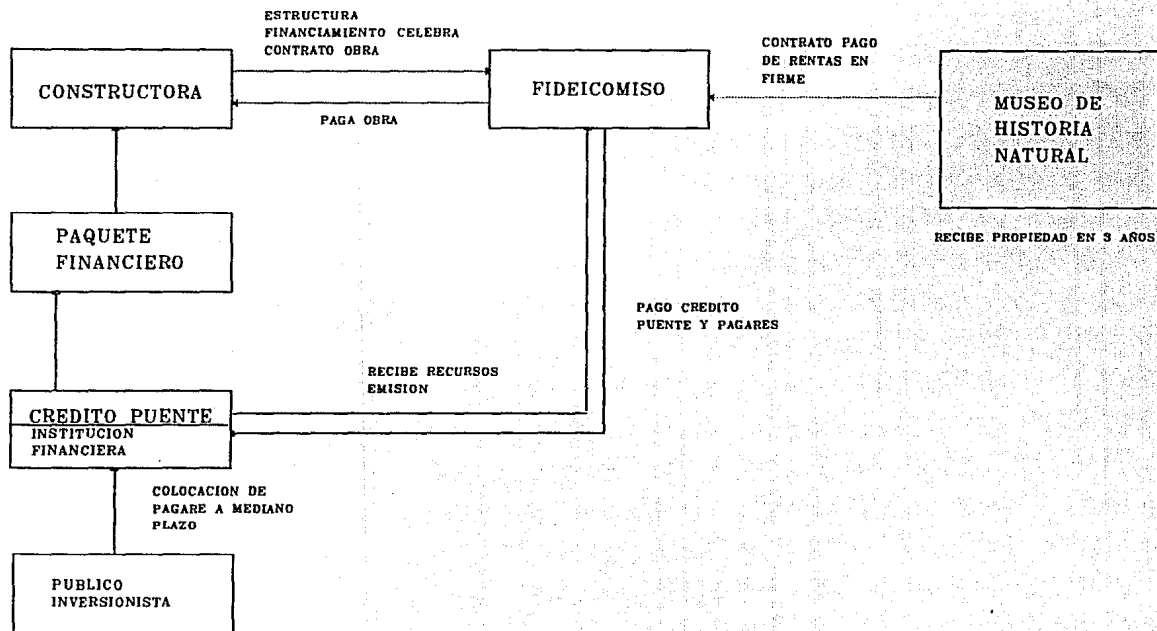 ESTRUCTURA
FINANCIAMIENTO CELEBRA
CONTRATO OBRA
CONSTRUCTORA
PAGA OBRA
FIDEICOMISO
CONTRATO PAGO
DE RENTAS EN
FIRME
MUSEO DE
HISTORIA
NATURAL
RECIBE PROPIEDAD EN 3 AÑOS
PAQUETE
FINANCIERO
PAGO CREDITO
PUENTE Y PAGARES
RECIBE RECURSOS
EMISION
CREDITO PUENTE
INSTITUCION
FINANCIERA
COLOCACION DE
PAGARE A MEDIANO
PLAZO
PUBLICO
INVERSIONISTA